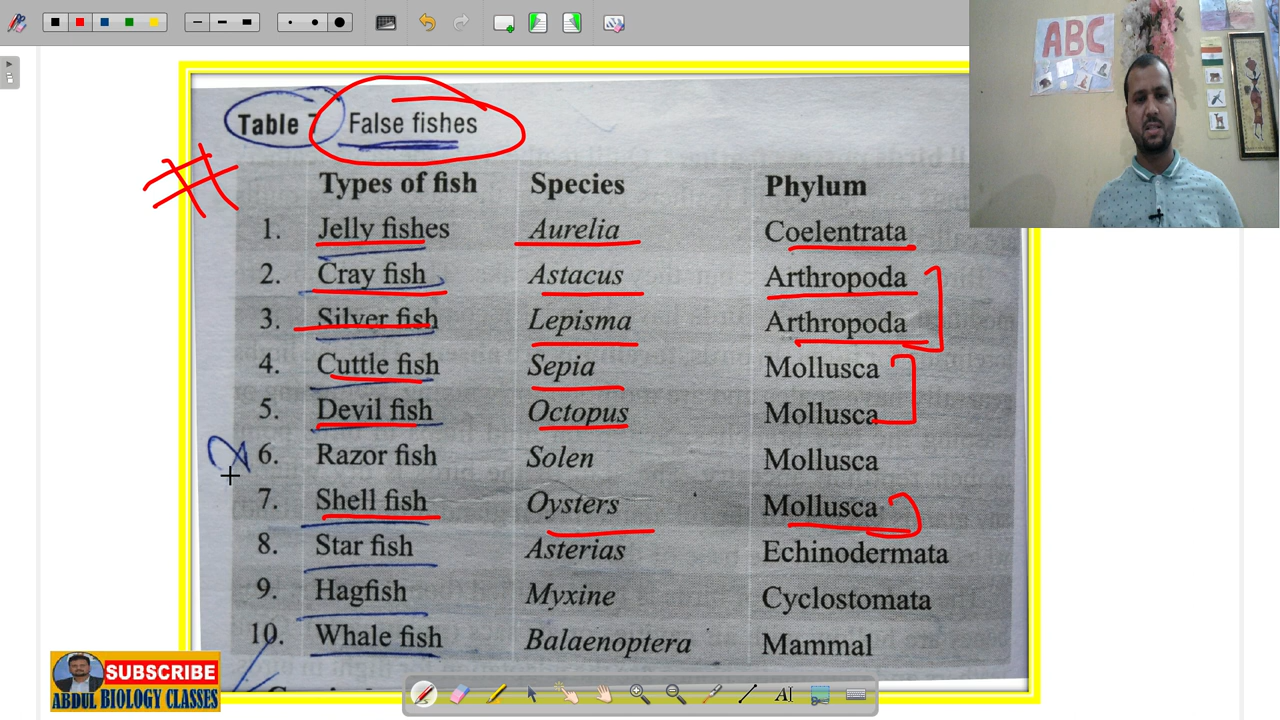 ABC
Table 7 False fishes
Types of fish Species Phylum
1. Jelly fishes Aurelia Coelentrata
2. Cray fish Astacus Arthropoda
3. Silver fish Lepisma Arthropoda
4. Cuttle fish Sepia Mollusca
5. Devil fish Octopus Mollusca
6. Razor fish Solen Mollusca
7. Shell fish Oysters Mollusca
8. Star fish Asterias Echinodermata
9. Hagfish Myxine Cyclostomata
10. Whale fish Balaenoptera Mammal
SUBSCRIBE
ABDUL BIOLOGY CLASSES
AI